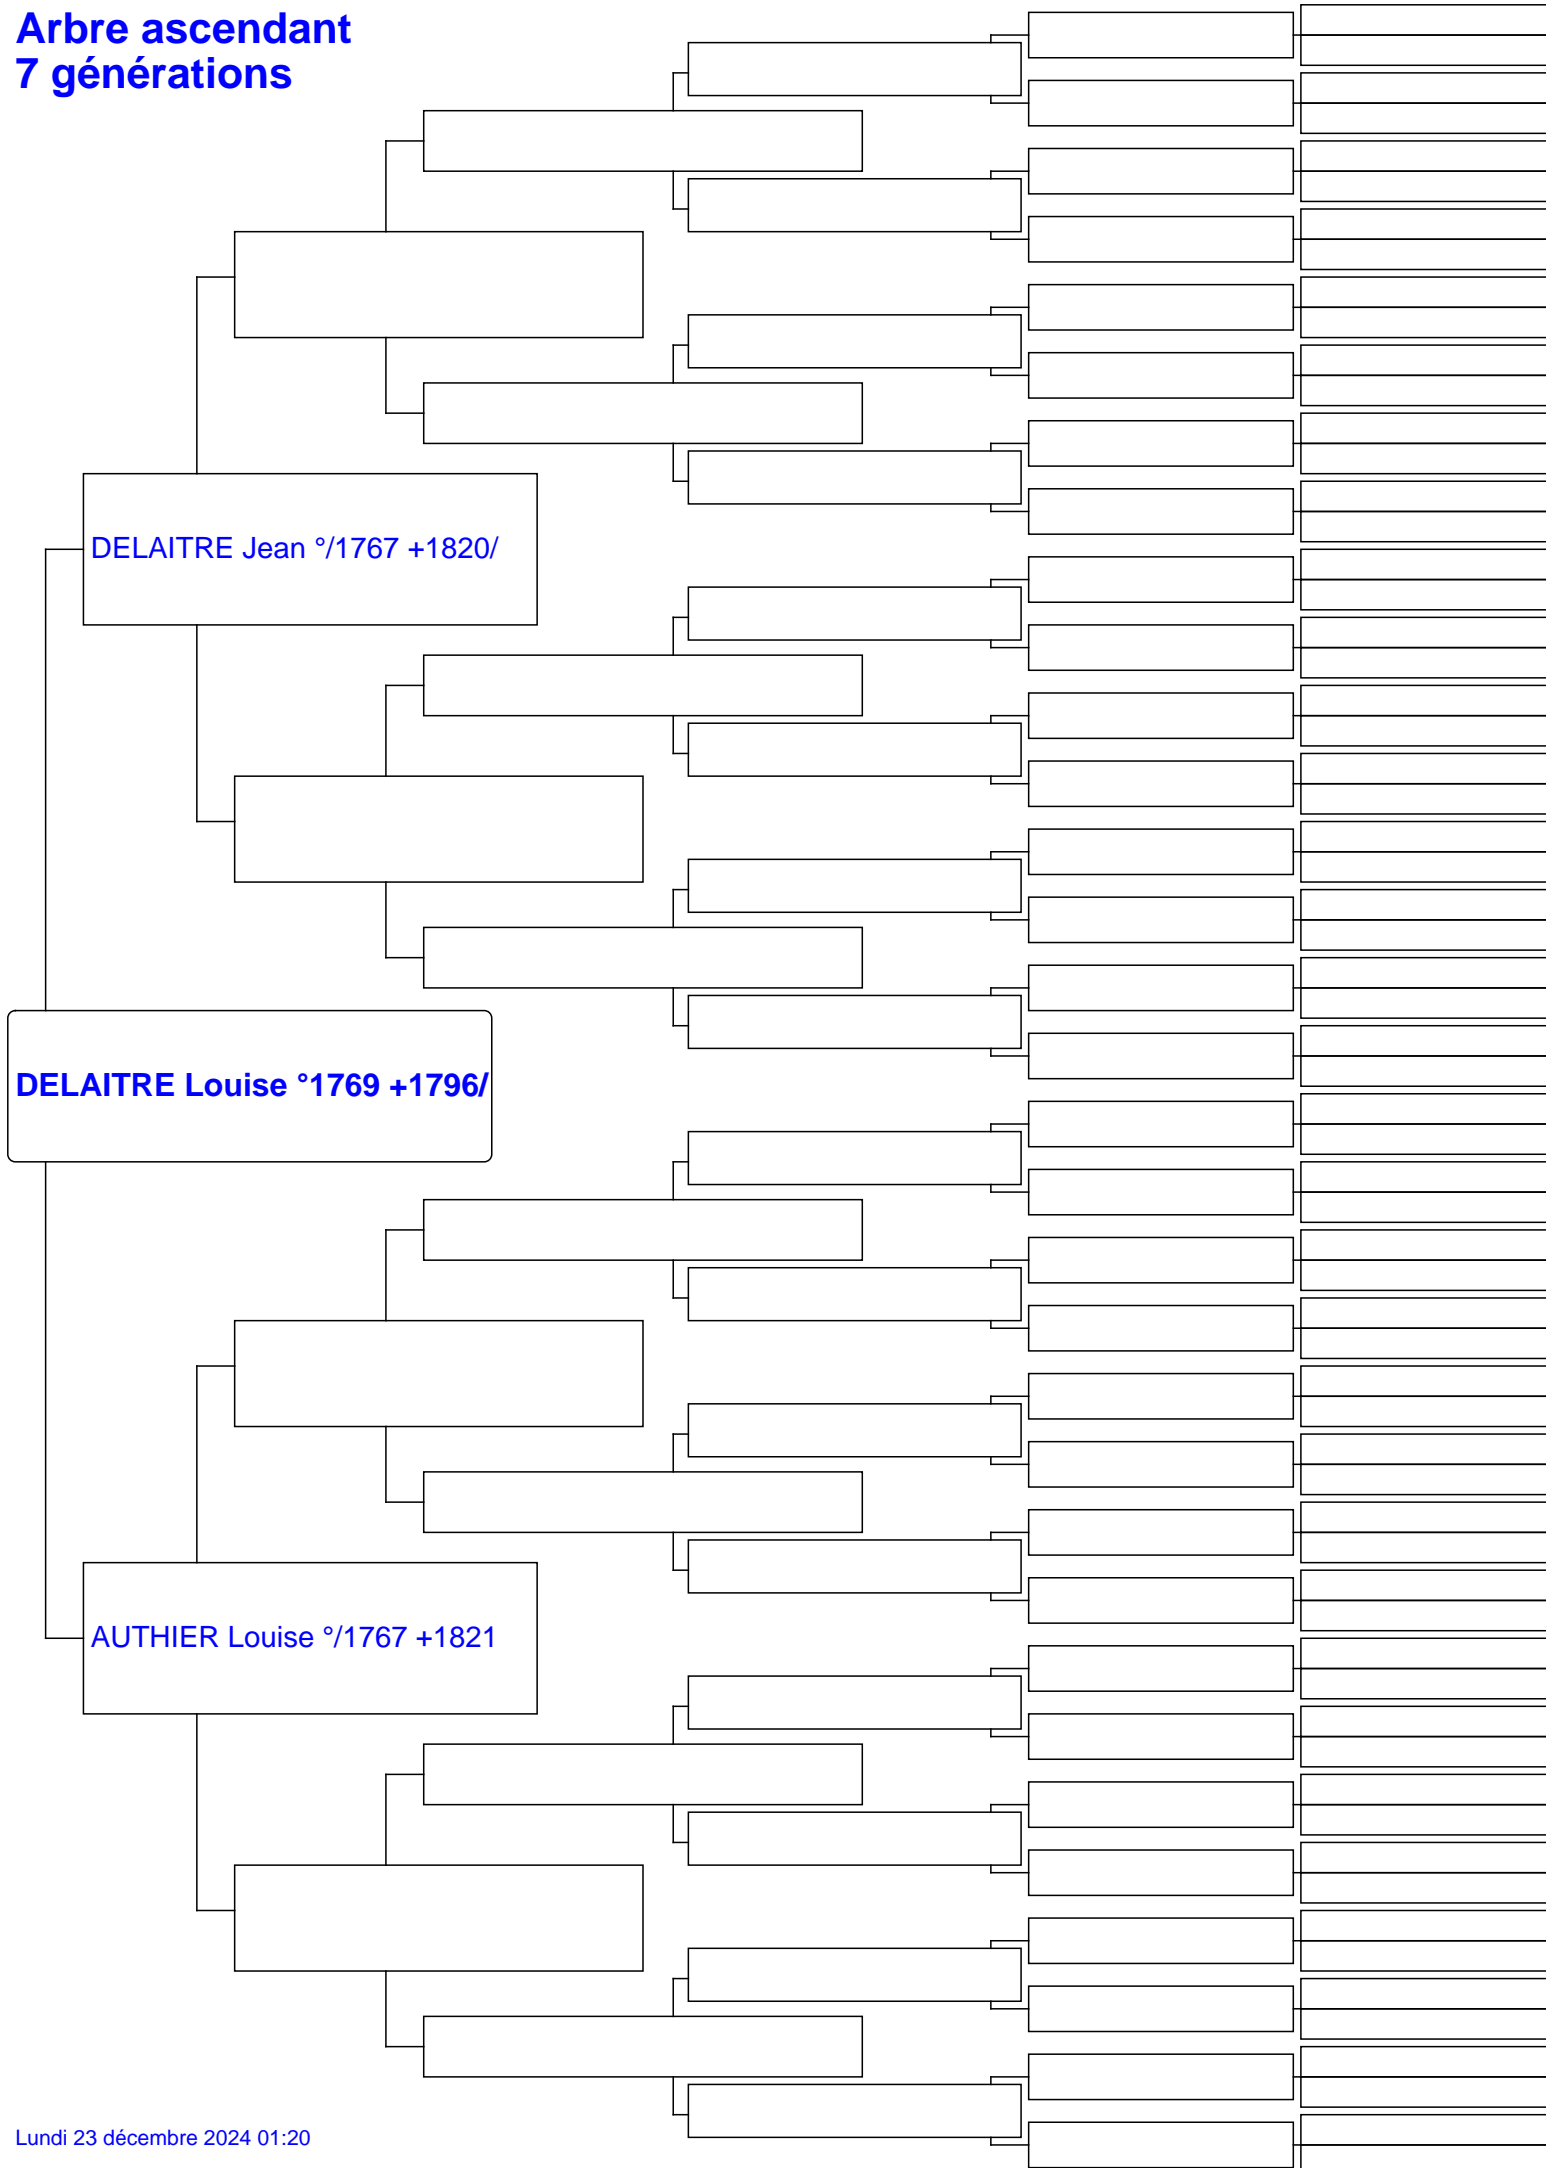 Arbre ascendant
7 générations
DELAITRE Jean °/1767 +1820/
DELAITRE Louise °1769 +1796/
AUTHIER Louise °/1767 +1821
Lundi 23 décembre 2024 01:20